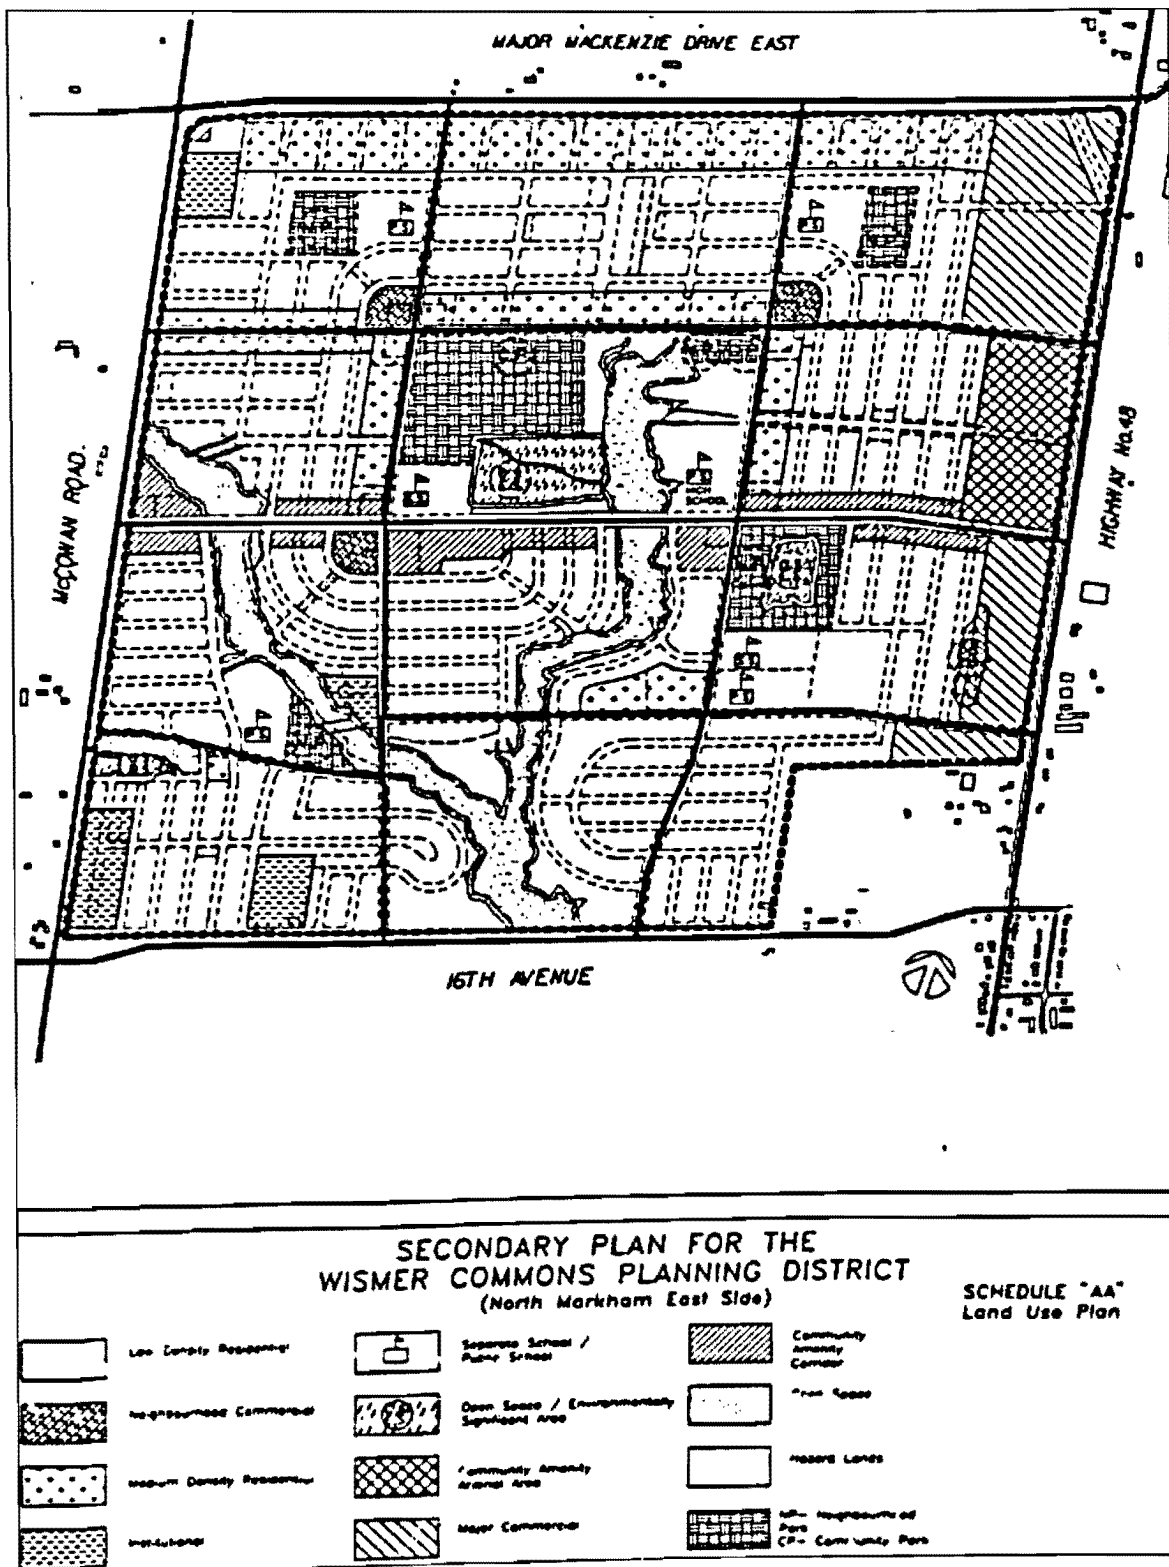 MAJOR MACKENZIE DRIVE EAST
McCOWAN ROAD.
HIGHWAY No.48
16TH AVENUE
SECONDARY PLAN FOR THE
WISMER COMMONS PLANNING DISTRICT
(North Markham East Side)
SCHEDULE "AA"
Land Use Plan
Low Density Residential
Neighbourhood Commercial
Medium Density Residential
Institutional
Separate School /
Public School
Open Space / Environmentally
Significant Area
Community Amenity
Arterial Area
Major Commercial
Community
Amenity
Corridor
Open Space
Hazard Lands
NP- Neighbourhood
Park
CP- Community Park